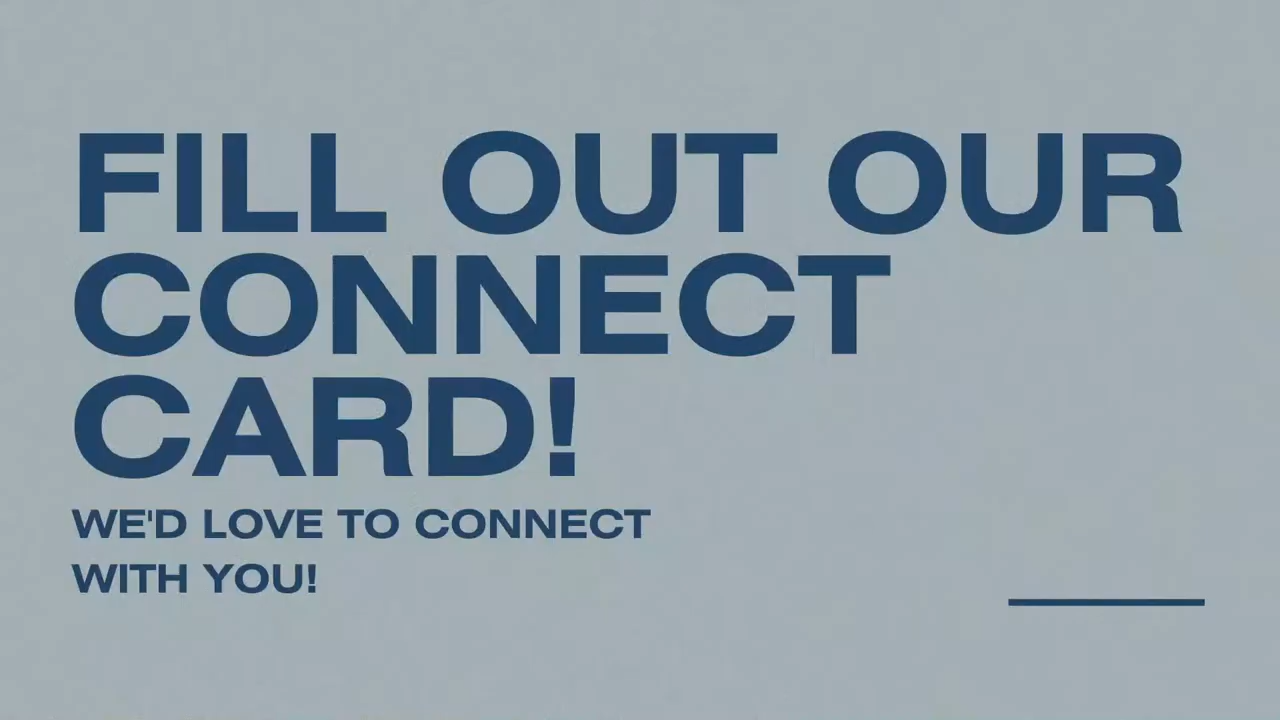 FILL OUT OUR
CONNECT
CARD!
WE'D LOVE TO CONNECT
WITH YOU!